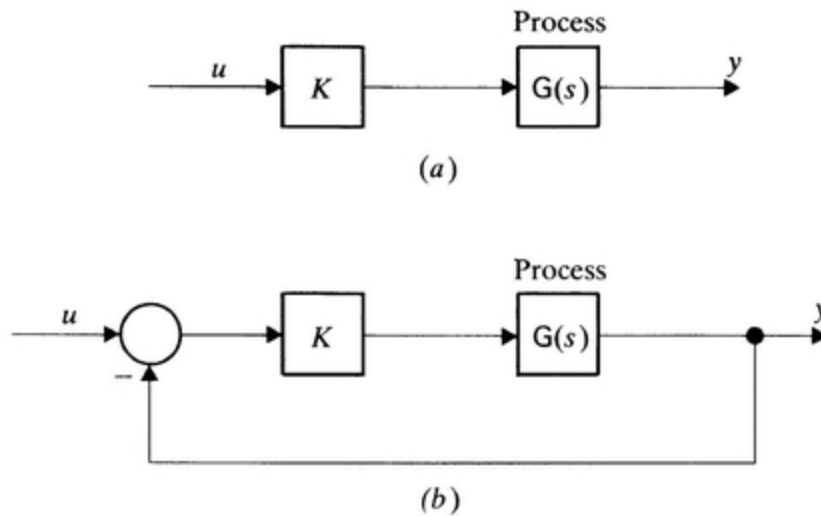 Process
u K G(s) y
(a)
Process
u K G(s) y
−
(b)